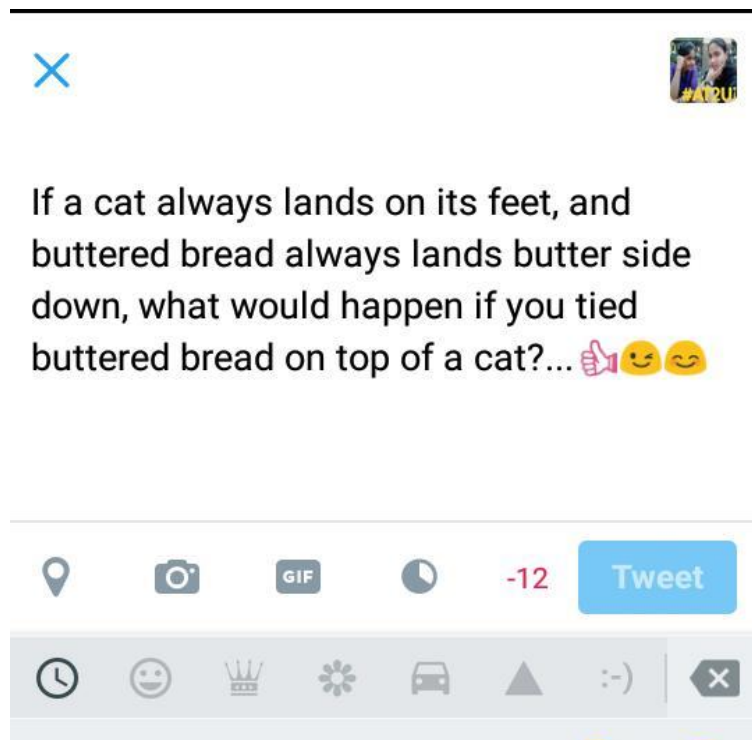 #AT2Ui
If a cat always lands on its feet, and
buttered bread always lands butter side
down, what would happen if you tied
buttered bread on top of a cat?... 👍😉😊
GIF
-12
Tweet
:-)